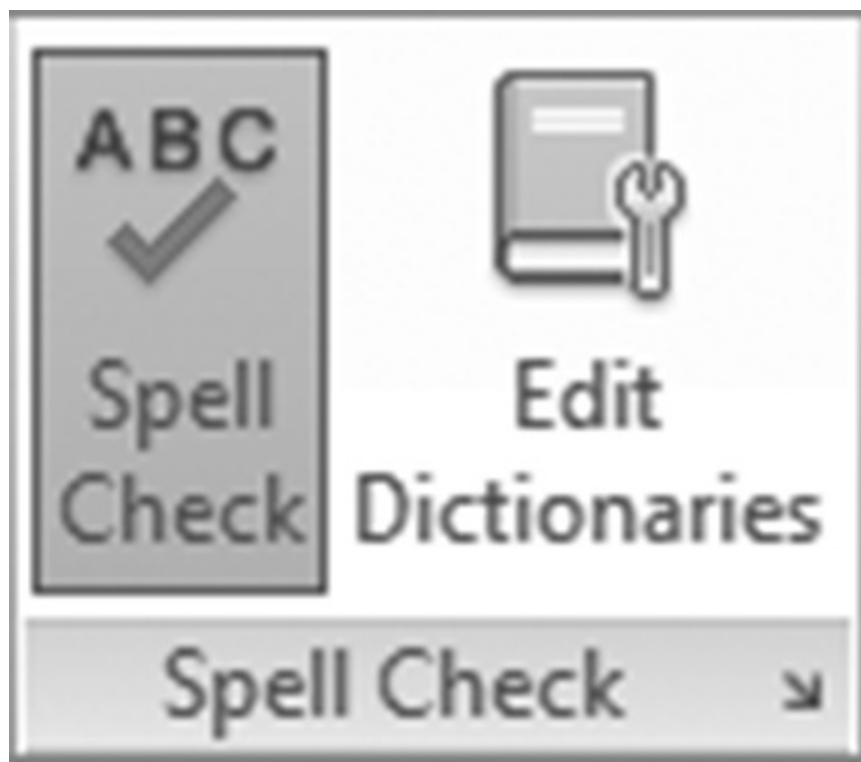 ABC
Spell
Check
Edit
Dictionaries
Spell Check